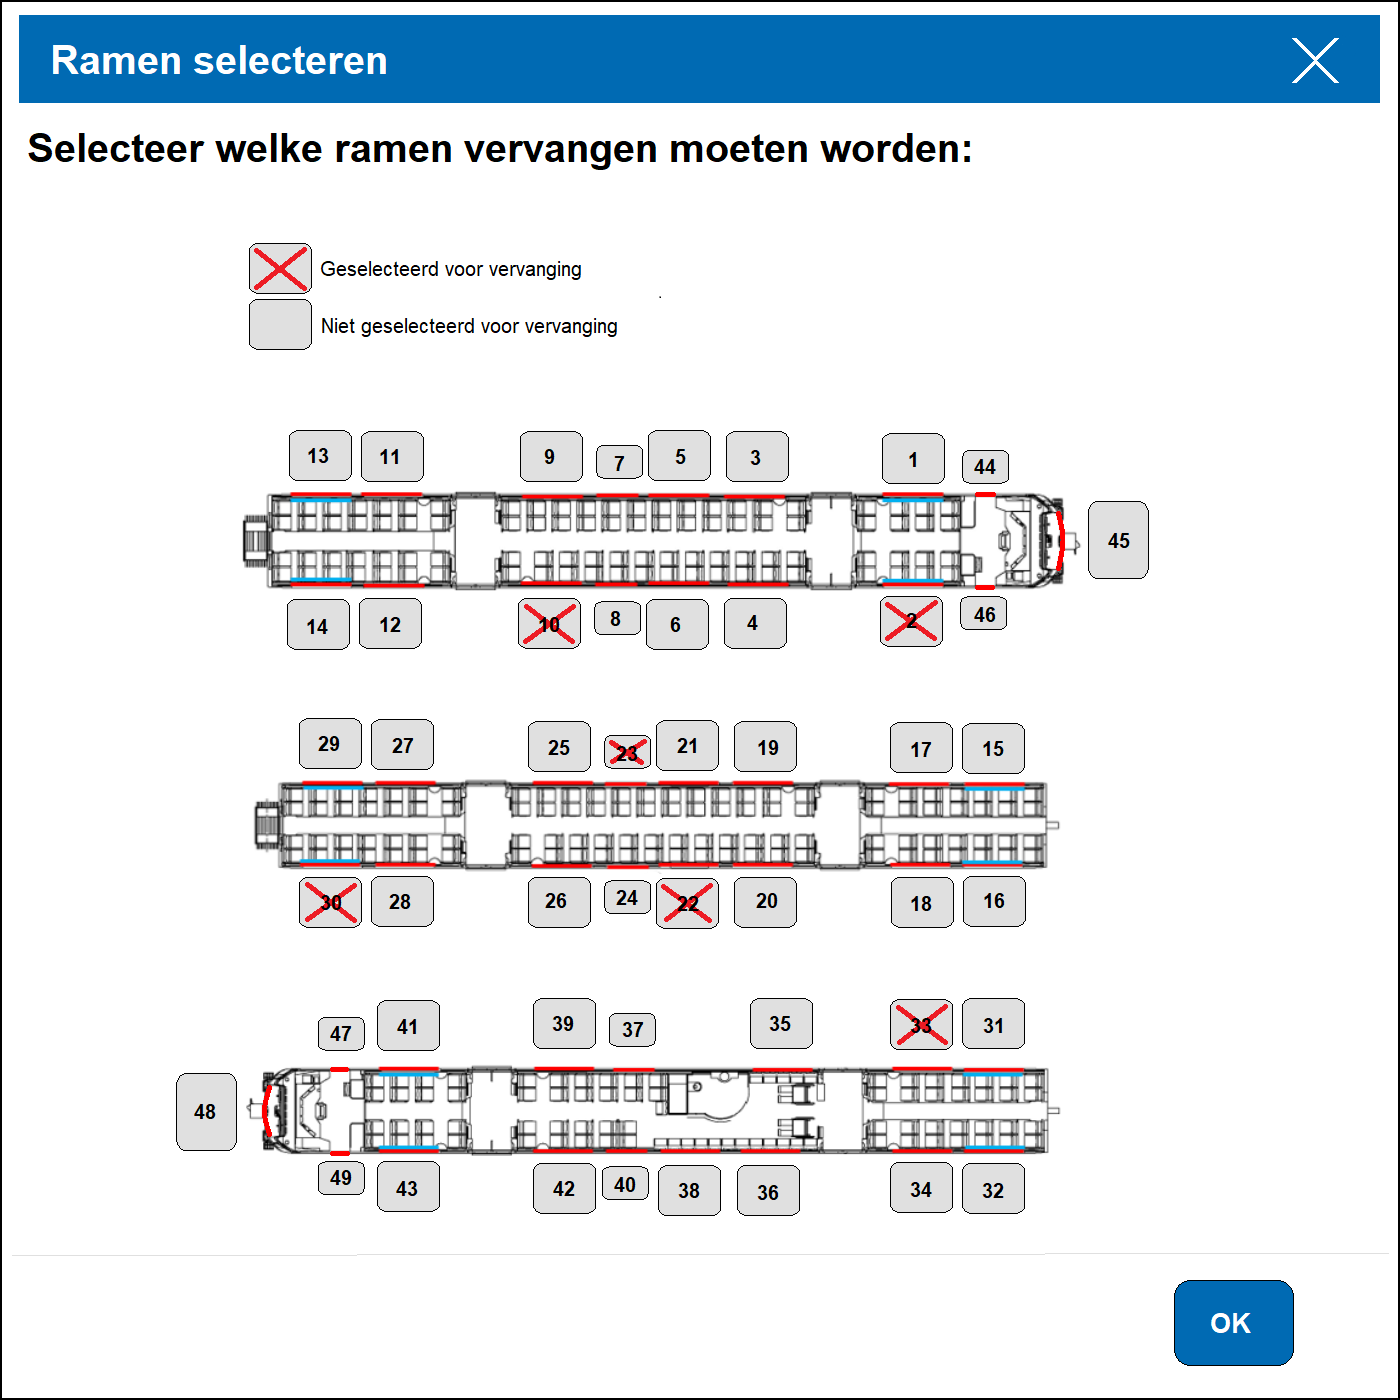 Ramen selecteren
Selecteer welke ramen vervangen moeten worden:
Geselecteerd voor vervanging
Niet geselecteerd voor vervanging
13 11 9 7 5 3 1 44
45
14 12 10 8 6 4 2 46
29 27 25 23 21 19 17 15
30 28 26 24 22 20 18 16
47 41 39 37 35 33 31
48
49 43 42 40 38 36 34 32
OK